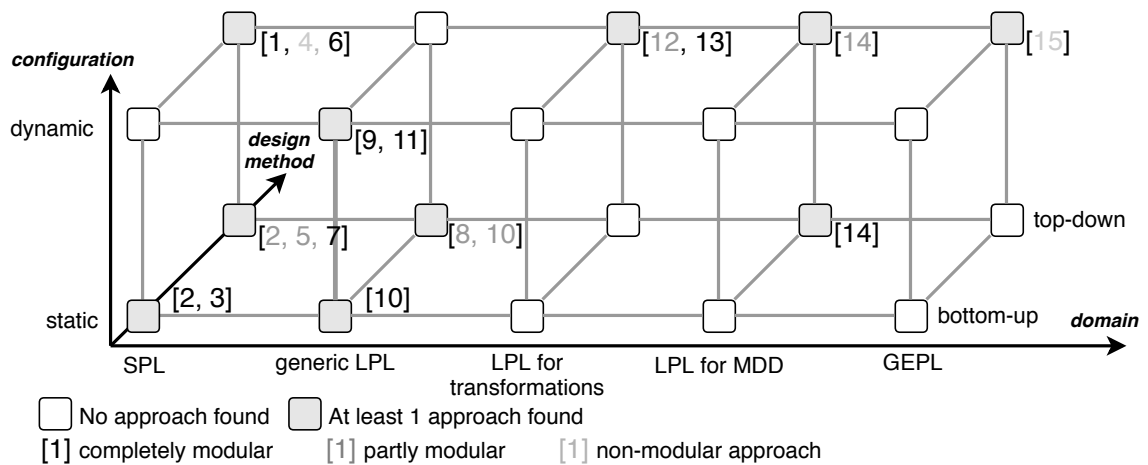 [1, 4, 6]
[12, 13]
[14]
[15]
configuration
dynamic
design
method
[9, 11]
[2, 5, 7]
[8, 10]
[14]
top-down
[2, 3]
[10]
static
bottom-up
domain
SPL
generic LPL
LPL for
transformations
LPL for MDD
GEPL
No approach found
At least 1 approach found
[1] completely modular
[1] partly modular
[1] non-modular approach